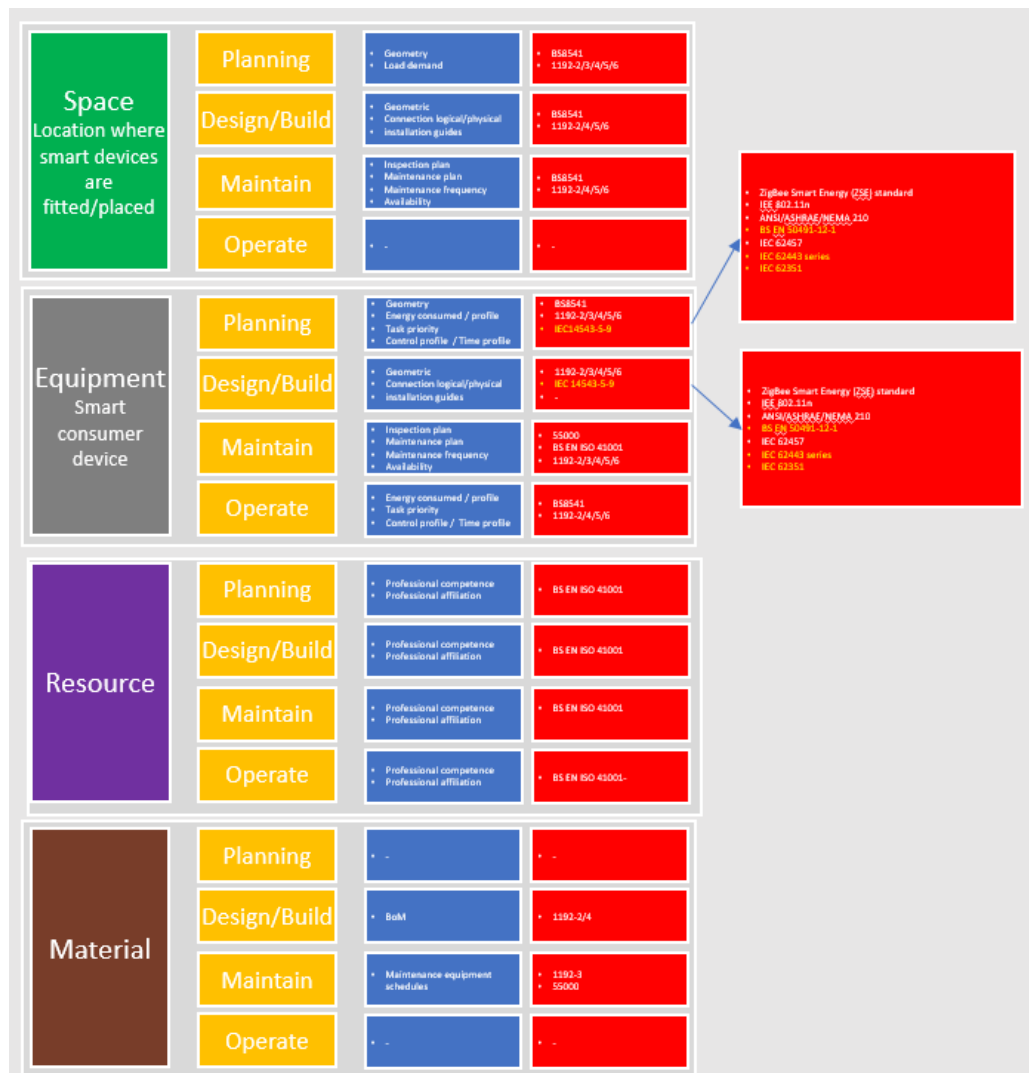 Space
Location where
smart devices
are
fitted/placed
Planning
• Geometry
• Load demand
• BS8541
• 1192-2/3/4/5/6
Design/Build
• Geometric
• Connection logical/physical
• installation guides
• BS8541
• 1192-2/4/5/6
Maintain
• Inspection plan
• Maintenance plan
• Maintenance frequency
• Availability
• BS8541
• 1192-2/4/5/6
Operate
• -
• -
Equipment
Smart
consumer
device
Planning
• Geometry
• Energy consumed / profile
• Task priority
• Control profile / Time profile
• BS8541
• 1192-2/3/4/5/6
• IEC14543-5-9
Design/Build
• Geometric
• Connection logical/physical
• installation guides
• 1192-2/3/4/5/6
• IEC 14543-5-9
• -
Maintain
• Inspection plan
• Maintenance plan
• Maintenance frequency
• Availability
• 55000
• BS EN ISO 41001
• 1192-2/3/4/5/6
Operate
• Energy consumed / profile
• Task priority
• Control profile / Time profile
• BS8541
• 1192-2/4/5/6
• ZigBee Smart Energy (ZSE) standard
• IEE 802.11n
• ANSI/ASHRAE/NEMA 210
• BS EN 50491-12-1
• IEC 62457
• IEC 62443 series
• IEC 62351
• ZigBee Smart Energy (ZSE) standard
• IEE 802.11n
• ANSI/ASHRAE/NEMA 210
• BS EN 50491-12-1
• IEC 62457
• IEC 62443 series
• IEC 62351
Resource
Planning
• Professional competence
• Professional affiliation
• BS EN ISO 41001
Design/Build
• Professional competence
• Professional affiliation
• BS EN ISO 41001
Maintain
• Professional competence
• Professional affiliation
• BS EN ISO 41001
Operate
• Professional competence
• Professional affiliation
• BS EN ISO 41001-
Material
Planning
• -
• -
Design/Build
• BoM
• 1192-2/4
Maintain
• Maintenance equipment
schedules
• 1192-3
• 55000
Operate
• -
• -